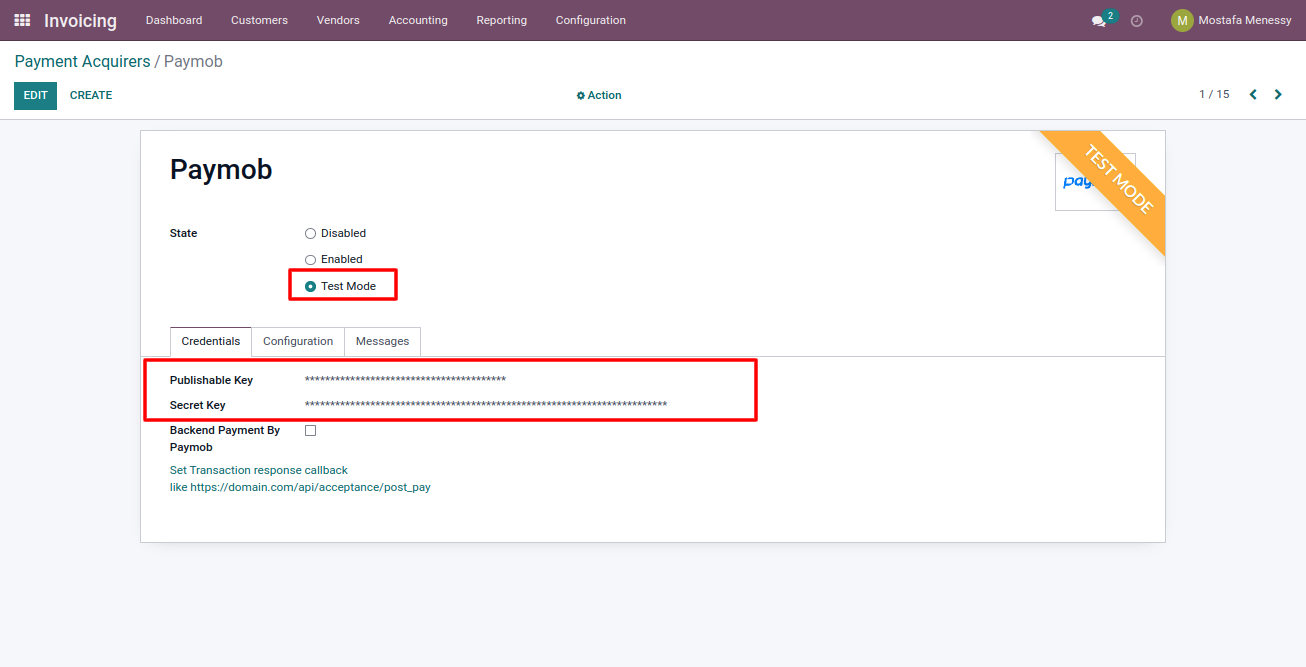 Invoicing Dashboard Customers Vendors Accounting Reporting Configuration 2 M Mostafa Menessy
Payment Acquirers / Paymob
EDIT CREATE Action 1 / 15
Paymob
TEST MODE
State Disabled
Enabled
Test Mode
Credentials Configuration Messages
Publishable Key ****************************************
Secret Key ************************************************************************
Backend Payment By
Paymob
Set Transaction response callback
like https://domain.com/api/acceptance/post_pay